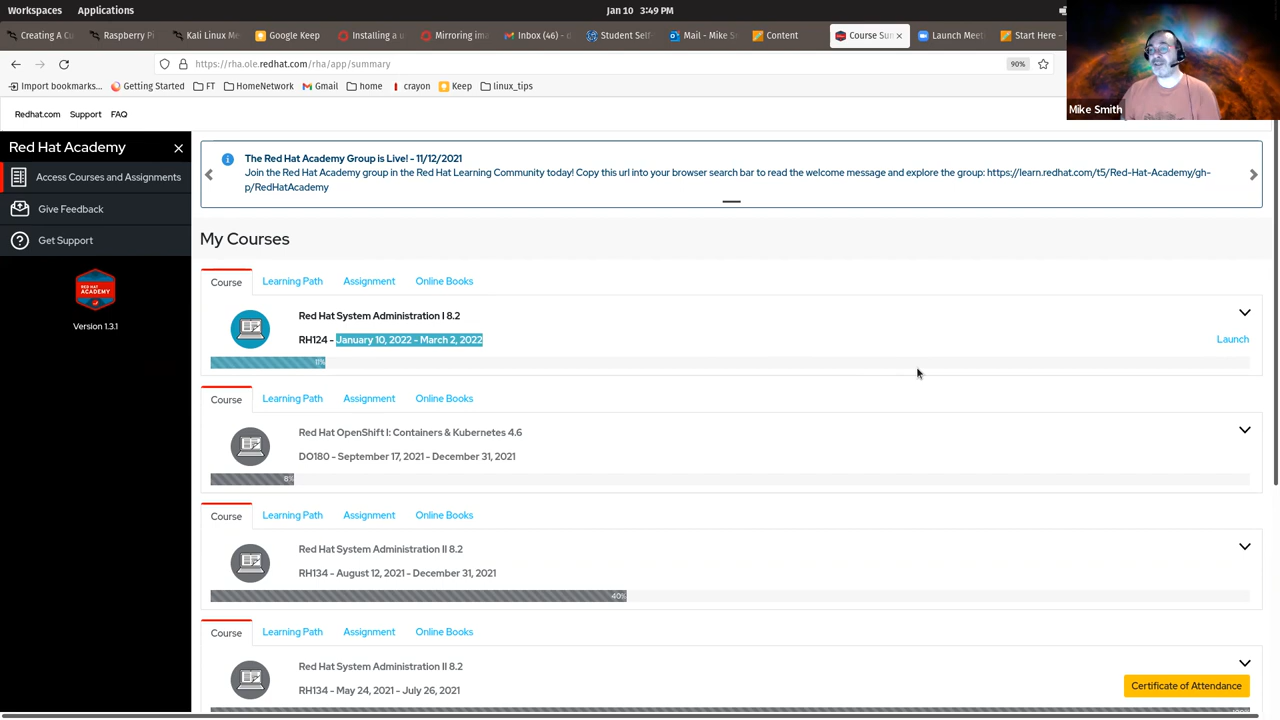 Workspaces Applications Jan 10 3:49 PM
Creating A Cu Raspberry Pi Kali Linux Me Google Keep Installing a u Mirroring ima Inbox (46) - d Student Self Mail - Mike S Content Course Sum Launch Meet Start Here –
https://rha.ole.redhat.com/rha/app/summary 90%
Import bookmarks... Getting Started FT HomeNetwork Gmail home crayon Keep linux_tips
Mike Smith
Redhat.com Support FAQ
Red Hat Academy
Access Courses and Assignments
Give Feedback
Get Support
RED HAT
ACADEMY
Version 1.3.1
The Red Hat Academy Group is Live! - 11/12/2021
Join the Red Hat Academy group in the Red Hat Learning Community today! Copy this url into your browser search bar to read the welcome message and explore the group: https://learn.redhat.com/t5/Red-Hat-Academy/gh-
p/RedHatAcademy
My Courses
Course Learning Path Assignment Online Books
Red Hat System Administration I 8.2
RH124 - January 10, 2022 - March 2, 2022 Launch
11%
Course Learning Path Assignment Online Books
Red Hat OpenShift I: Containers & Kubernetes 4.6
DO180 - September 17, 2021 - December 31, 2021
8%
Course Learning Path Assignment Online Books
Red Hat System Administration II 8.2
RH134 - August 12, 2021 - December 31, 2021
40%
Course Learning Path Assignment Online Books
Red Hat System Administration II 8.2
RH134 - May 24, 2021 - July 26, 2021 Certificate of Attendance